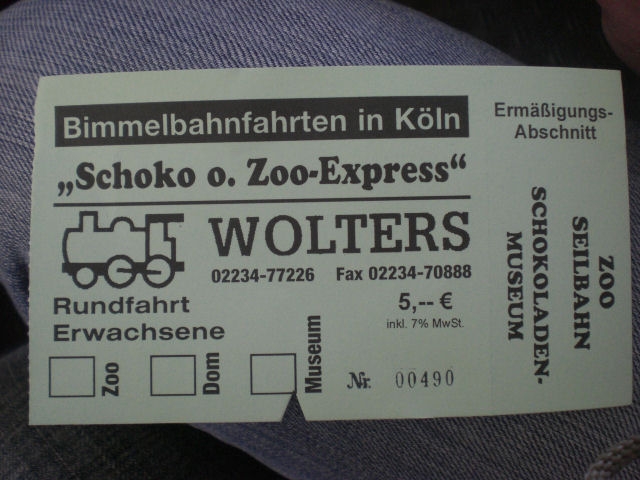 Bimmelbahnfahrten in Köln
„Schoko o. Zoo-Express“
WOLTERS
02234-77226 Fax 02234-70888
Rundfahrt
Erwachsene
5,-- €
inkl. 7% MwSt.
Zoo
Dom
Museum
Nr. 00490
Ermäßigungs-
Abschnitt
ZOO
SEILBAHN
SCHOKOLADEN-
MUSEUM